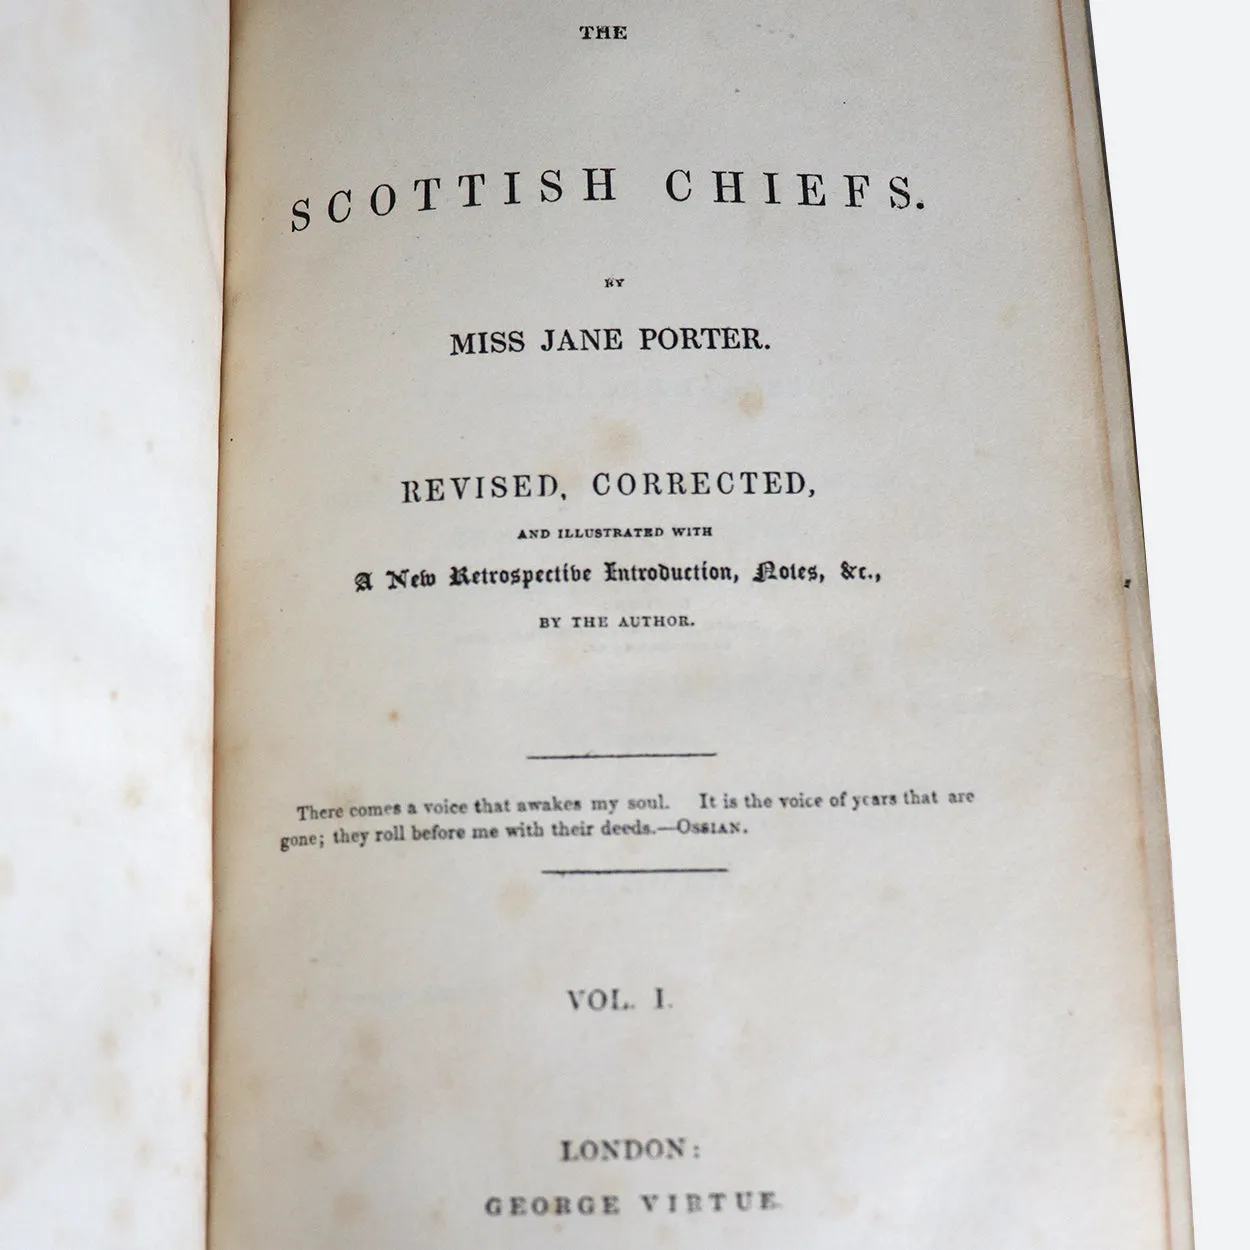 THE
SCOTTISH CHIEFS.
BY
MISS JANE PORTER.
REVISED, CORRECTED,
AND ILLUSTRATED WITH
A New Retrospective Introduction, Notes, &c.,
BY THE AUTHOR.
There comes a voice that awakes my soul. It is the voice of years that are
gone; they roll before me with their deeds.—OSSIAN.
VOL. I.
LONDON:
GEORGE VIRTUE